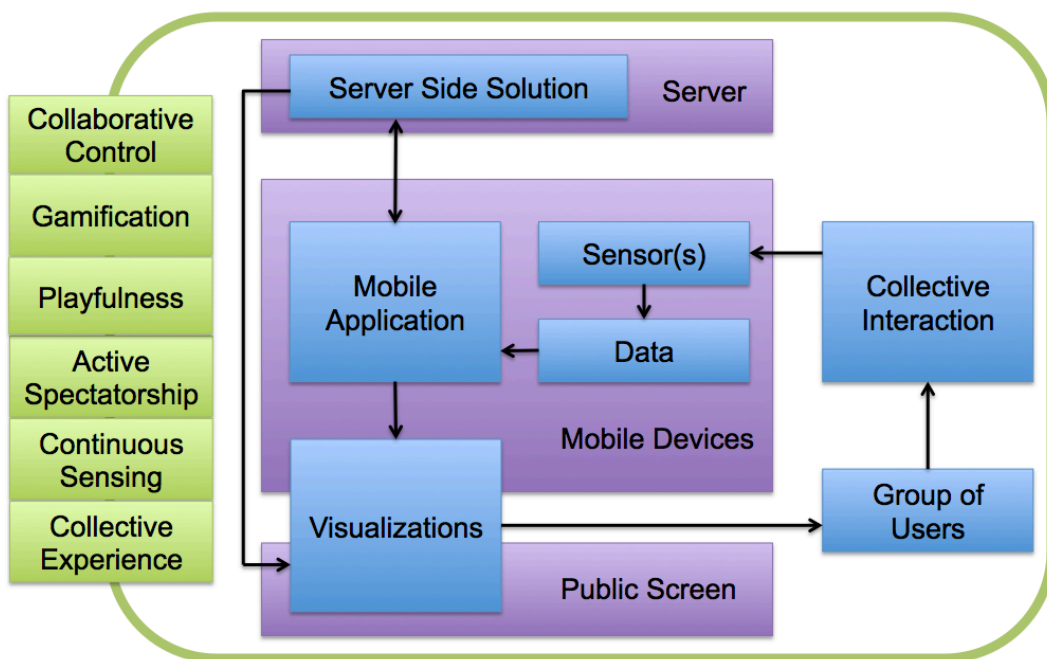 Server Side Solution
Server
Collaborative
Control
Gamification
Playfulness
Active
Spectatorship
Continuous
Sensing
Collective
Experience
Mobile
Application
Sensor(s)
Data
Mobile Devices
Collective
Interaction
Visualizations
Group of
Users
Public Screen